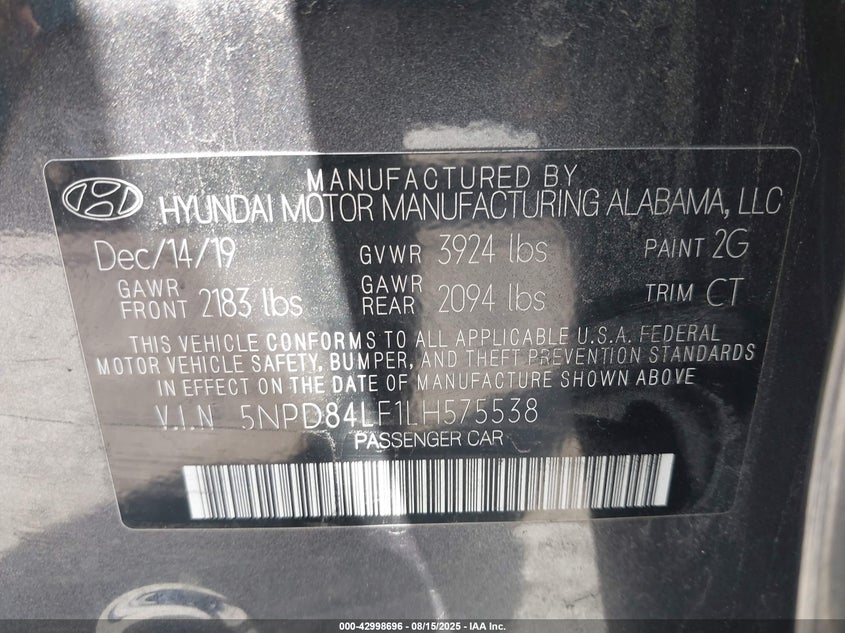 MANUFACTURED BY
HYUNDAI MOTOR MANUFACTURING ALABAMA, LLC
Dec/14/19 GVWR 3924 lbs PAINT 2G
GAWR FRONT 2183 lbs GAWR REAR 2094 lbs TRIM CT
THIS VEHICLE CONFORMS TO ALL APPLICABLE U.S.A. FEDERAL
MOTOR VEHICLE SAFETY, BUMPER, AND THEFT PREVENTION STANDARDS
IN EFFECT ON THE DATE OF MANUFACTURE SHOWN ABOVE
V.I.N 5NPD84LF1LH575538
PASSENGER CAR
000-42998696 - 08/15/2025 - IAA Inc.